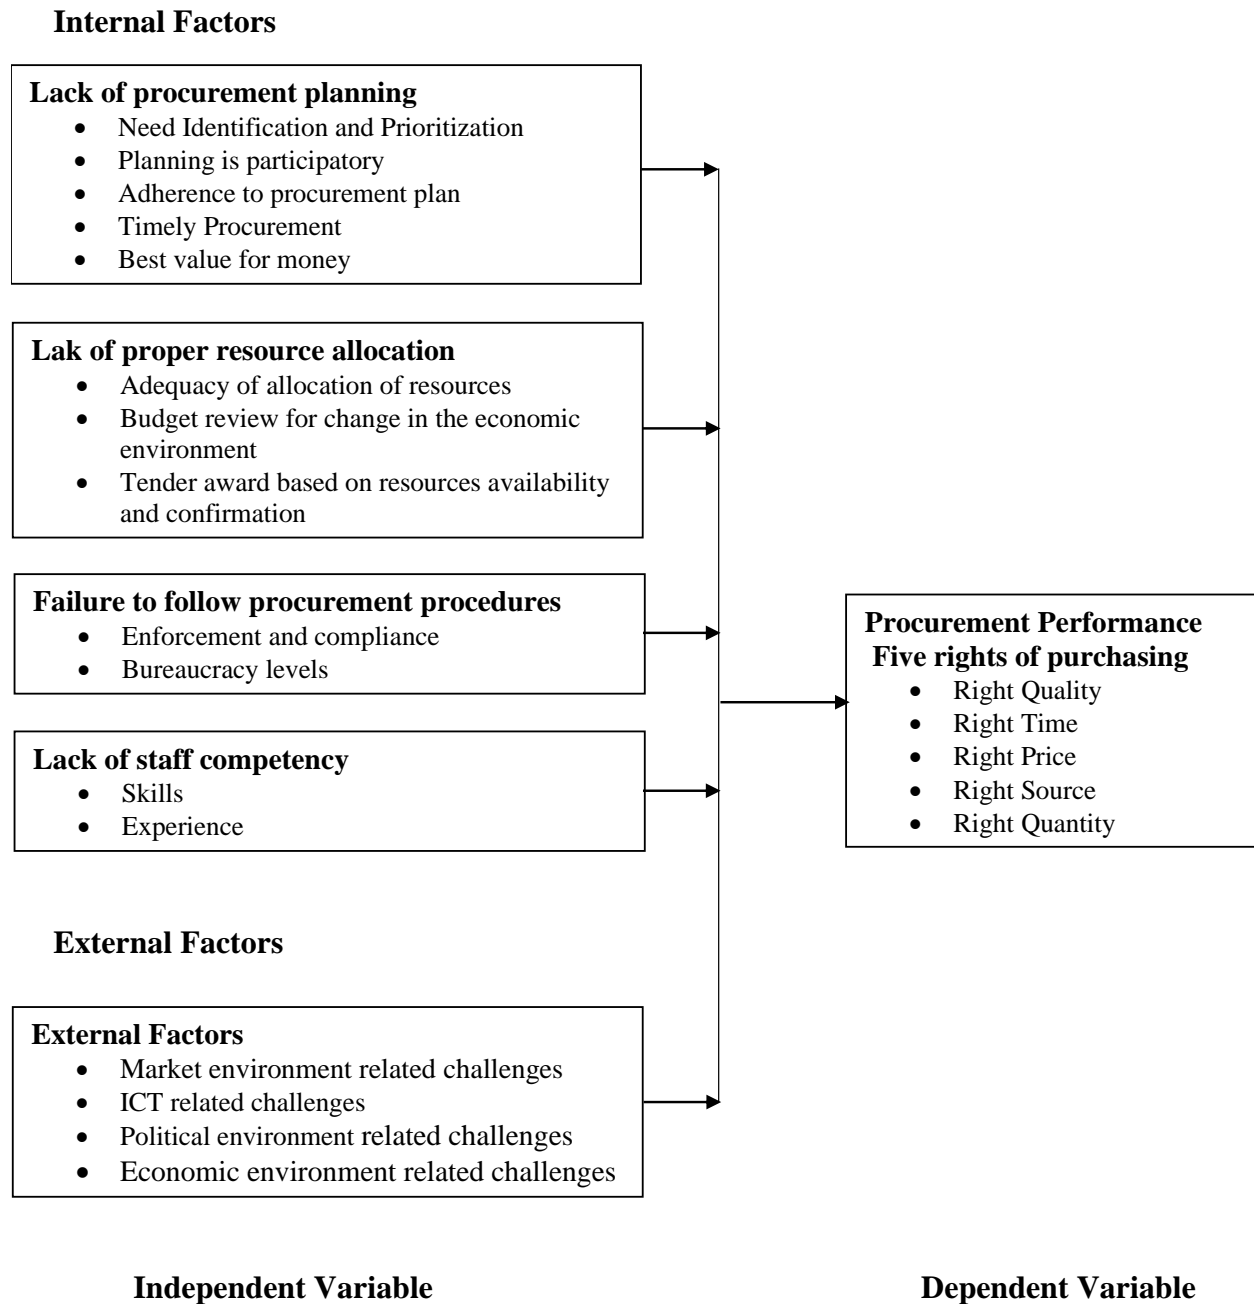 Internal Factors
Lack of procurement planning
• Need Identification and Prioritization
• Planning is participatory
• Adherence to procurement plan
• Timely Procurement
• Best value for money
Lak of proper resource allocation
• Adequacy of allocation of resources
• Budget review for change in the economic
environment
• Tender award based on resources availability
and confirmation
Failure to follow procurement procedures
• Enforcement and compliance
• Bureaucracy levels
Lack of staff competency
• Skills
• Experience
External Factors
External Factors
• Market environment related challenges
• ICT related challenges
• Political environment related challenges
• Economic environment related challenges
Independent Variable
Procurement Performance
Five rights of purchasing
• Right Quality
• Right Time
• Right Price
• Right Source
• Right Quantity
Dependent Variable